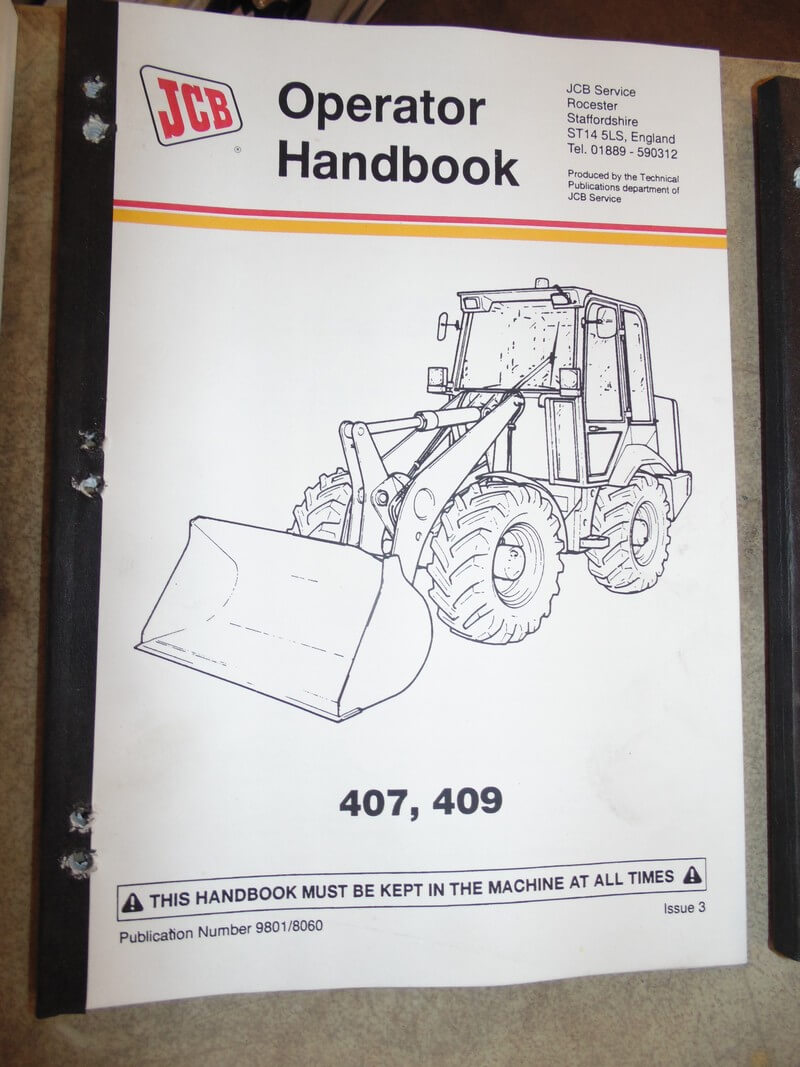 JCB
®
Operator
Handbook
JCB Service
Rocester
Staffordshire
ST14 5LS, England
Tel. 01889 - 590312
Produced by the Technical
Publications department of
JCB Service
407, 409
THIS HANDBOOK MUST BE KEPT IN THE MACHINE AT ALL TIMES
Issue 3
Publication Number 9801/8060